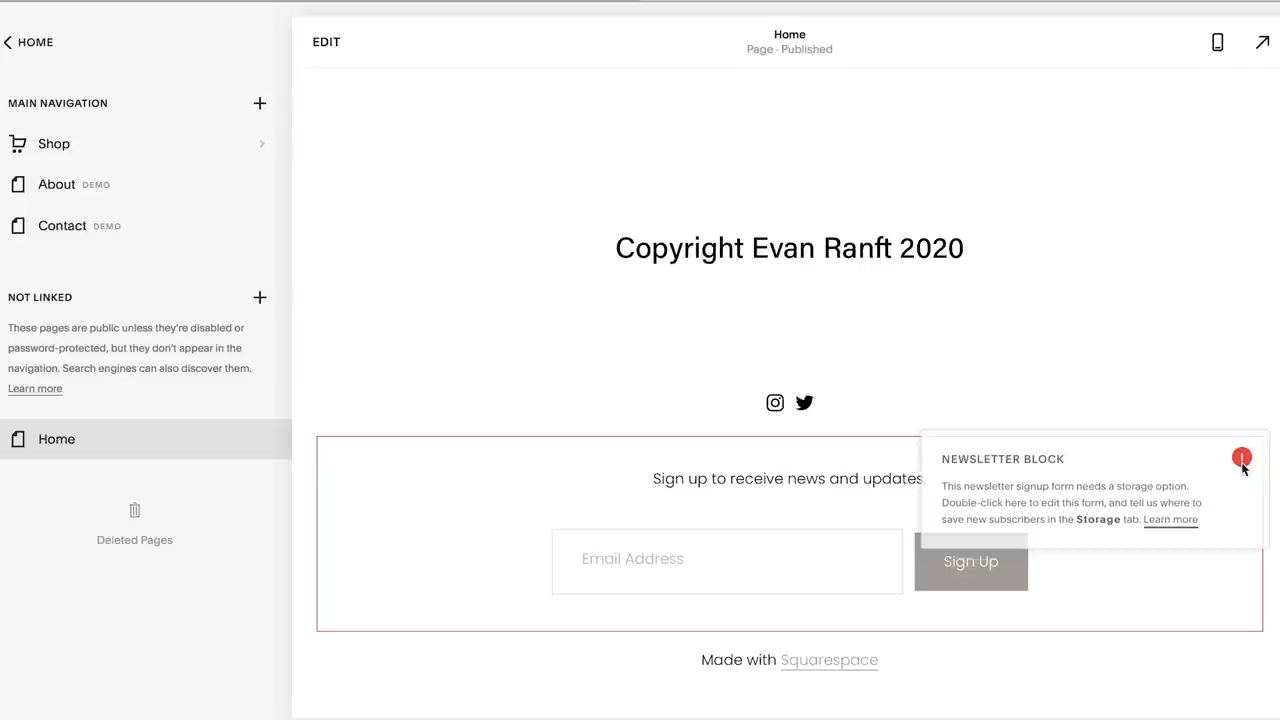 HOME
MAIN NAVIGATION
Shop
About DEMO
Contact DEMO
NOT LINKED
These pages are public unless they're disabled or
password-protected, but they don't appear in the
navigation. Search engines can also discover them.
Learn more
Home
Deleted Pages
EDIT
Home
Page · Published
Copyright Evan Ranft 2020
Sign up to receive news and updates.
NEWSLETTER BLOCK
This newsletter signup form needs a storage option.
Double-click here to edit this form, and tell us where to
save new subscribers in the Storage tab. Learn more
Email Address
Sign Up
Made with Squarespace